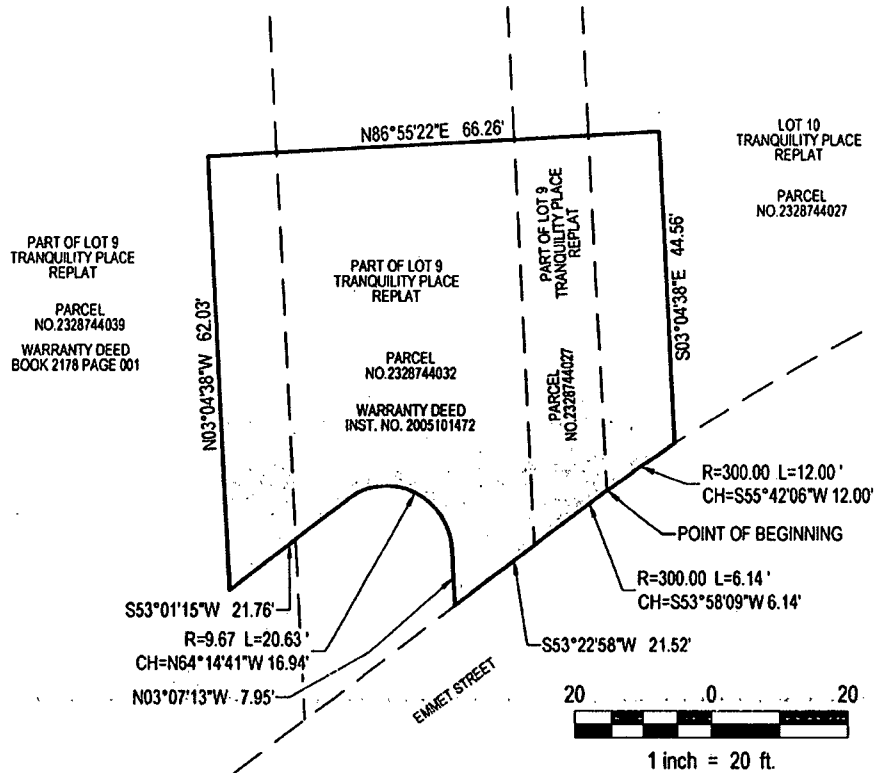 N86°55'22"E 66.26'
LOT 10
TRANQUILITY PLACE
REPLAT
PARCEL
NO.2328744027
PART OF LOT 9
TRANQUILITY PLACE
REPLAT
PARCEL
NO.2328744039
WARRANTY DEED
BOOK 2178 PAGE 001
N03°04'38"W 62.03'
PART OF LOT 9
TRANQUILITY PLACE
REPLAT
PARCEL
NO.2328744032
WARRANTY DEED
INST. NO. 2005101472
PART OF LOT 9
TRANQUILITY PLACE
REPLAT
PARCEL
NO.2328744027
S03°04'38"E 44.56'
R=300.00 L=12.00'
CH=S55°42'06"W 12.00'
POINT OF BEGINNING
R=300.00 L=6.14'
CH=S53°58'09"W 6.14'
S53°22'58"W 21.52'
S53°01'15"W 21.76'
R=9.67 L=20.63'
CH=N64°14'41"W 16.94'
N03°07'13"W 7.95'
EMMET STREET
20 0 20
1 inch = 20 ft.